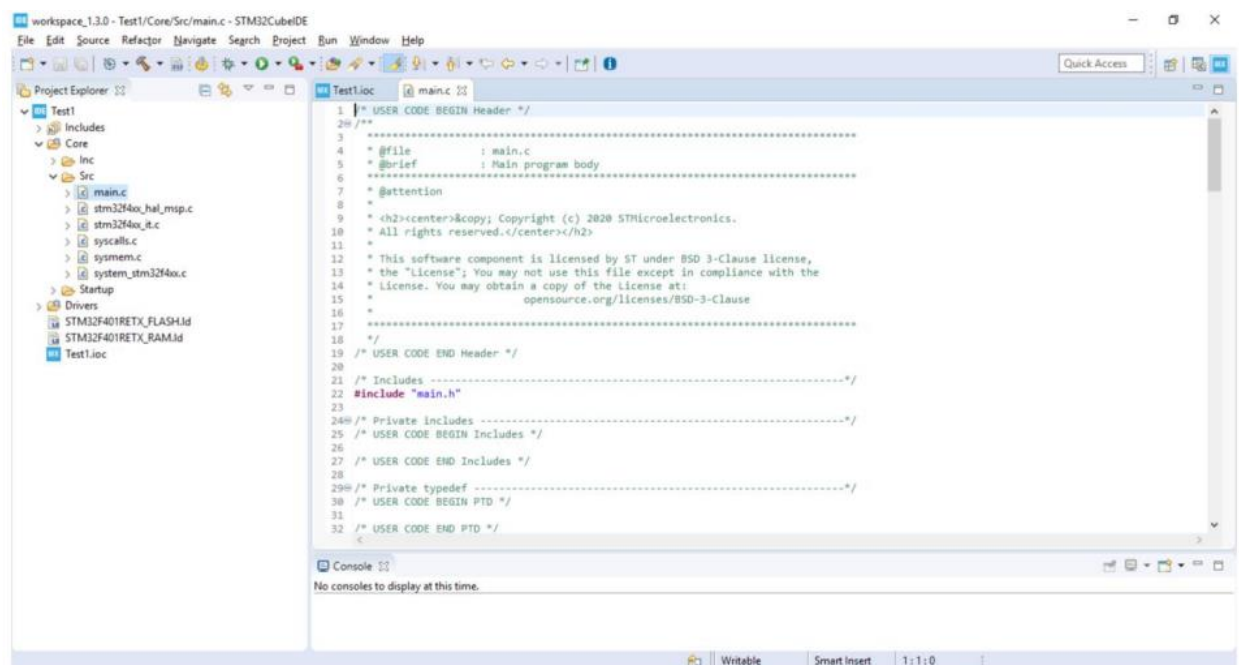 workspace_1.3.0 - Test1/Core/Src/main.c - STM32CubeIDE
File Edit Source Refactor Navigate Search Project Run Window Help
Quick Access
Project Explorer
Test1
Includes
Core
Inc
Src
main.c
stm32f4xx_hal_msp.c
stm32f4xx_it.c
syscalls.c
sysmem.c
system_stm32f4xx.c
Startup
Drivers
STM32F401RETX_FLASH.ld
STM32F401RETX_RAM.ld
Test1.ioc
Test1.ioc main.c
1 /* USER CODE BEGIN Header */
2 /**
3 ******************************************************************************
4 * @file : main.c
5 * @brief : Main program body
6 ******************************************************************************
7 * @attention
8 *
9 * <h2><center>&copy; Copyright (c) 2020 STMicroelectronics.
10 * All rights reserved.</center></h2>
11 *
12 * This software component is licensed by ST under BSD 3-Clause license,
13 * the "License"; You may not use this file except in compliance with the
14 * License. You may obtain a copy of the License at:
15 * opensource.org/licenses/BSD-3-Clause
16 *
17 ******************************************************************************
18 */
19 /* USER CODE END Header */
20
21 /* Includes ------------------------------------------------------------------*/
22 #include "main.h"
23
24 /* Private includes ----------------------------------------------------------*/
25 /* USER CODE BEGIN Includes */
26
27 /* USER CODE END Includes */
28
29 /* Private typedef -----------------------------------------------------------*/
30 /* USER CODE BEGIN PTD */
31
32 /* USER CODE END PTD */
Console
No consoles to display at this time.
Writable Smart Insert 1:1:0